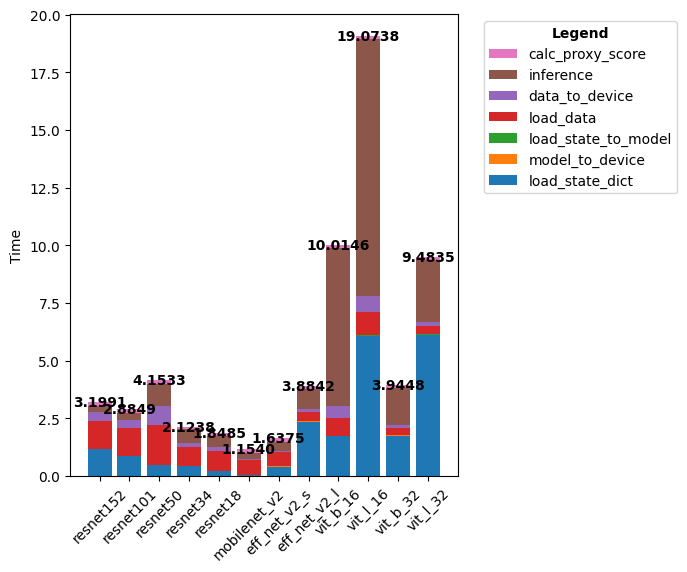 20.0
17.5
15.0
12.5
10.0
7.5
5.0
2.5
0.0
Time
19.0738
10.0146
9.4835
4.1533
3.8842
3.9448
3.1991
2.8849
2.1238
1.8485
1.6375
1.1540
resnet152
resnet101
resnet50
resnet34
resnet18
mobilenet_v2
eff_net_v2_s
eff_net_v2_l
vit_b_16
vit_l_16
vit_b_32
vit_l_32
Legend
calc_proxy_score
inference
data_to_device
load_data
load_state_to_model
model_to_device
load_state_dict